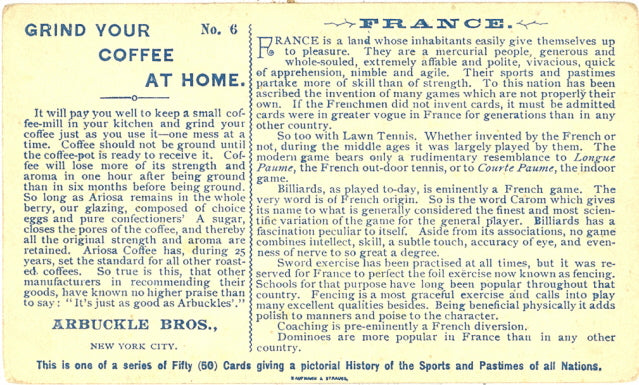 GRIND YOUR No. 6
COFFEE
AT HOME.
It will pay you well to keep a small cof-
fee-mill in your kitchen and grind your
coffee just as you use it—one mess at a
time. Coffee should not be ground until
the coffee-pot is ready to receive it. Cof-
fee will lose more of its strength and
aroma in one hour after being ground
than in six months before being ground.
So long as Ariosa remains in the whole
berry, our glazing, composed of choice
eggs and pure confectioners' A sugar,
closes the pores of the coffee, and thereby
all the original strength and aroma are
retained. Ariosa Coffee has, during 25
years, set the standard for all other roast-
ed coffees. So true is this, that other
manufacturers in recommending their
goods, have known no higher praise than
to say: "It's just as good as Arbuckles'."
ARBUCKLE BROS.,
NEW YORK CITY.
FRANCE.
FRANCE is a land whose inhabitants easily give themselves up
to pleasure. They are a mercurial people, generous and
whole-souled, extremely affable and polite, vivacious, quick
of apprehension, nimble and agile. Their sports and pastimes
partake more of skill than of strength. To this nation has been
ascribed the invention of many games which are not properly their
own. If the Frenchmen did not invent cards, it must be admitted
cards were in greater vogue in France for generations than in any
other country.
So too with Lawn Tennis. Whether invented by the French or
not, during the middle ages it was largely played by them. The
modern game bears only a rudimentary resemblance to Longue
Paume, the French out-door tennis, or to Courte Paume, the indoor
game.
Billiards, as played to-day, is eminently a French game. The
very word is of French origin. So is the word Carom which gives
its name to what is generally considered the finest and most scien-
tific variation of the game for the general player. Billiards has a
fascination peculiar to itself. Aside from its associations, no game
combines intellect, skill, a subtle touch, accuracy of eye, and even-
ness of nerve to so great a degree.
Sword exercise has been practised at all times, but it was re-
served for France to perfect the foil exercise now known as fencing.
Schools for that purpose have long been popular throughout that
country. Fencing is a most graceful exercise and calls into play
many excellent qualities besides. Being beneficial physically it adds
polish to manners and poise to the character.
Coaching is pre-eminently a French diversion.
Dominoes are more popular in France than in any other
country.
This is one of a series of Fifty (50) Cards giving a pictorial History of the Sports and Pastimes of all Nations.
KAUFMANN & STRAUSS,